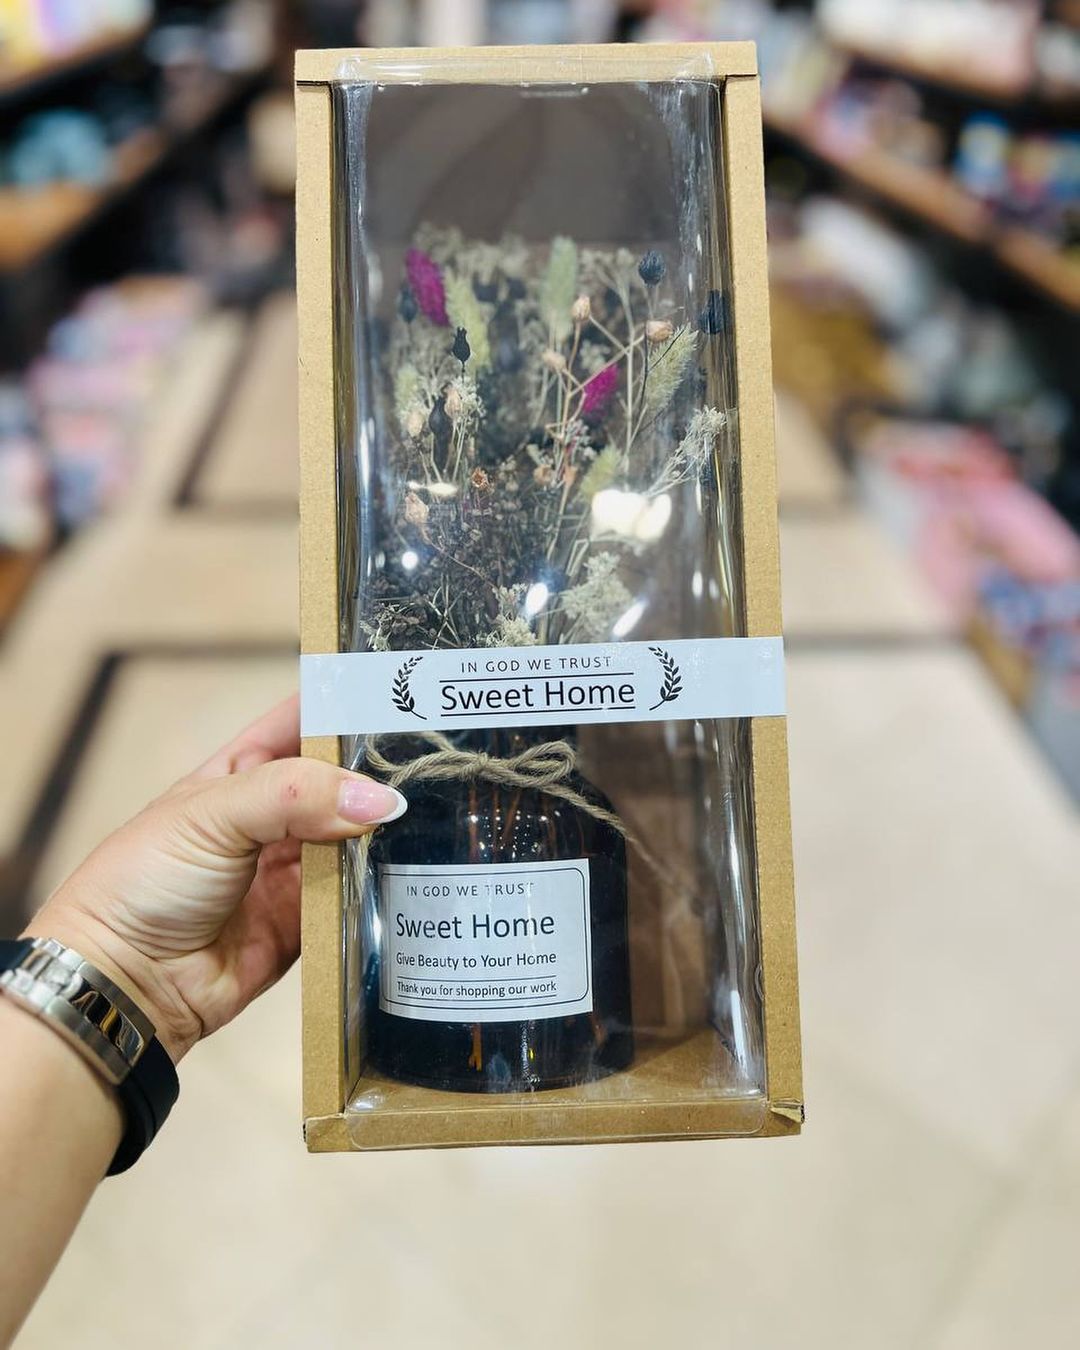 IN GOD WE TRUST
Sweet Home
IN GOD WE TRUST
Sweet Home
Give Beauty to Your Home
Thank you for shopping our work